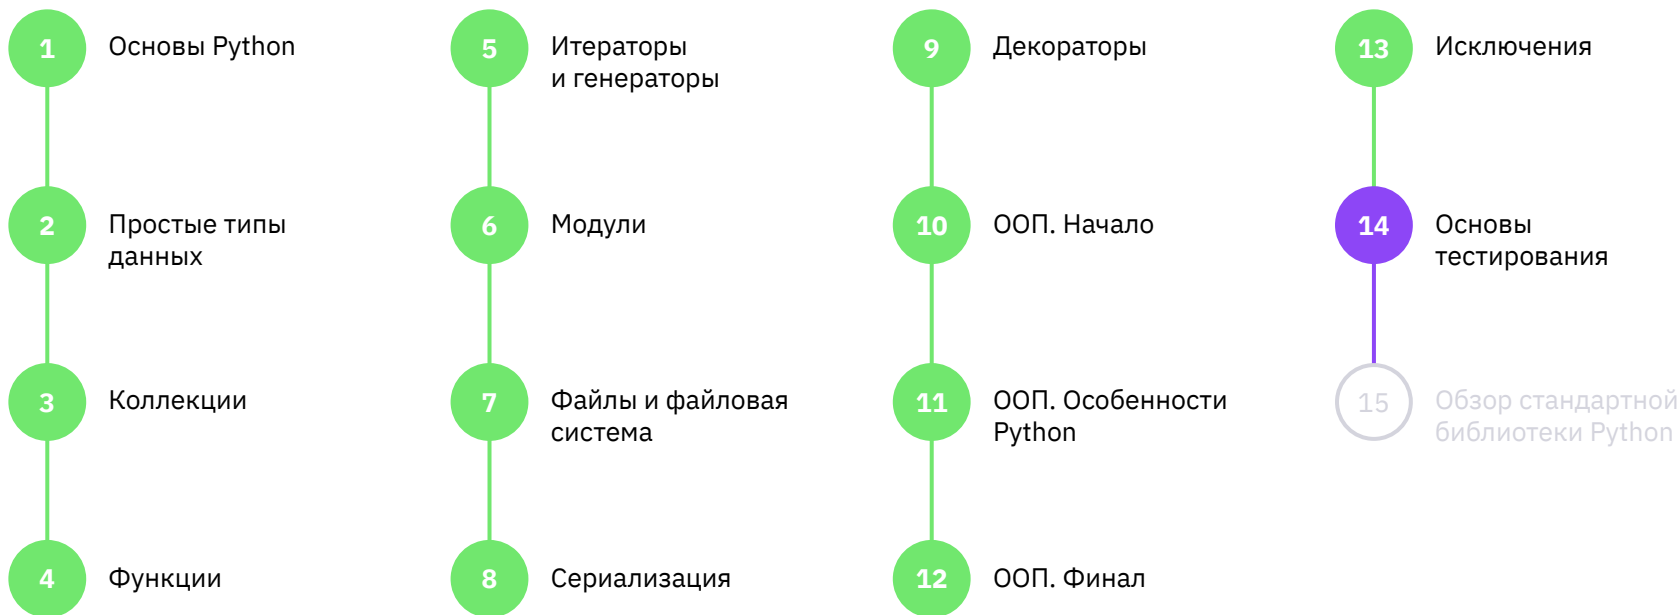 1
Основы Python
2
Простые типы
данных
3
Коллекции
4
Функции
5
Итераторы
и генераторы
6
Модули
7
Файлы и файловая
система
8
Сериализация
9
Декораторы
10
ООП. Начало
11
ООП. Особенности
Python
12
ООП. Финал
13
Исключения
14
Основы
тестирования
15
Обзор стандартной
библиотеки Python